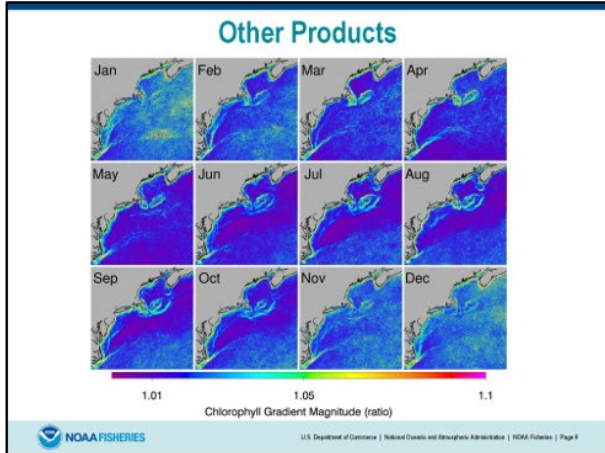 Other Products
Jan Feb Mar Apr
May Jun Jul Aug
Sep Oct Nov Dec
1.01 1.05 1.1
Chlorophyll Gradient Magnitude (ratio)
NOAA FISHERIES
U.S. Department of Commerce | National Oceanic and Atmospheric Administration | NOAA Fisheries | Page 9